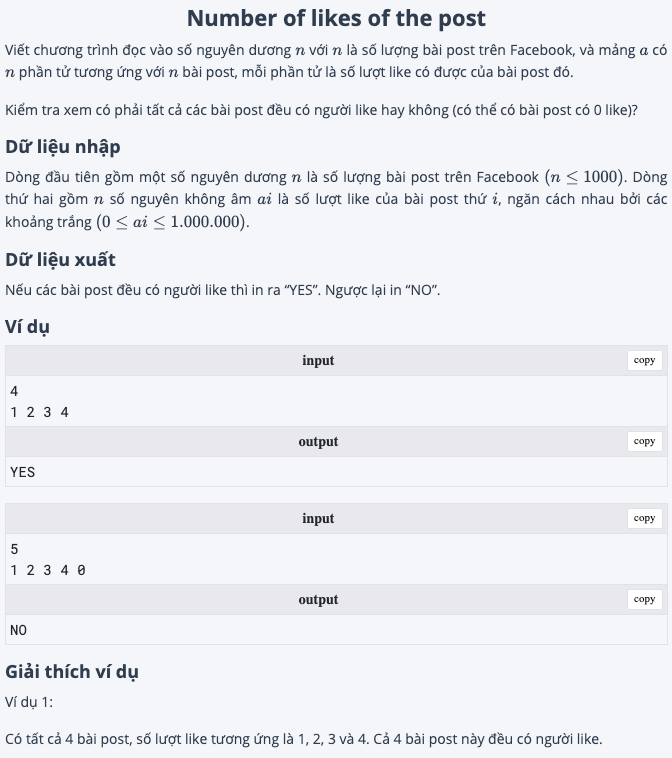 Number of likes of the post
Viết chương trình đọc vào số nguyên dương n với n là số lượng bài post trên Facebook, và mảng a có
n phần tử tương ứng với n bài post, mỗi phần tử là số lượt like có được của bài post đó.
Kiểm tra xem có phải tất cả các bài post đều có người like hay không (có thể có bài post có 0 like)?
Dữ liệu nhập
Dòng đầu tiên gồm một số nguyên dương n là số lượng bài post trên Facebook (n ≤ 1000). Dòng
thứ hai gồm n số nguyên không âm ai là số lượt like của bài post thứ i, ngăn cách nhau bởi các
khoảng trắng (0 ≤ ai ≤ 1.000.000).
Dữ liệu xuất
Nếu các bài post đều có người like thì in ra “YES”. Ngược lại in “NO”.
Ví dụ
input copy
4
1 2 3 4
output copy
YES
input copy
5
1 2 3 4 0
output copy
NO
Giải thích ví dụ
Ví dụ 1:
Có tất cả 4 bài post, số lượt like tương ứng là 1, 2, 3 và 4. Cả 4 bài post này đều có người like.